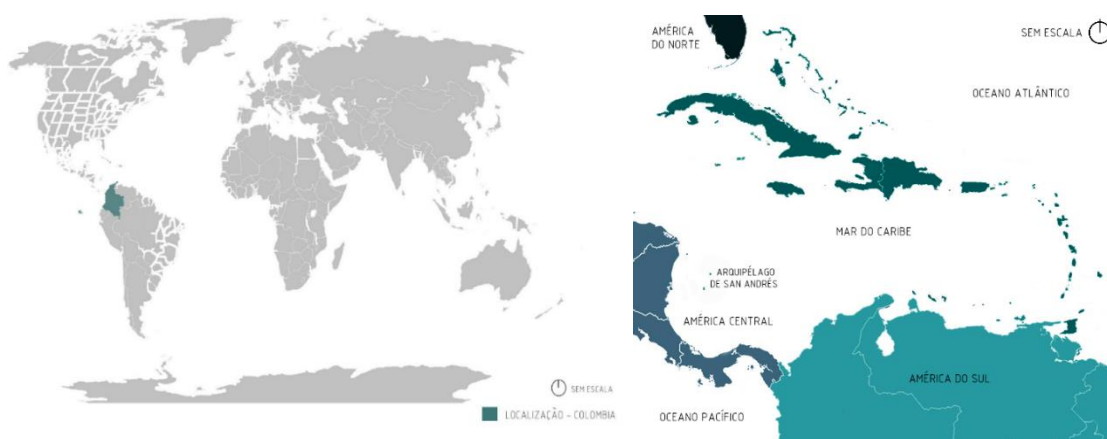 SEM ESCALA
LOCALIZAÇÃO – COLOMBIA
AMÉRICA
DO NORTE
SEM ESCALA
OCEANO ATLÂNTICO
MAR DO CARIBE
ARQUIPÉLAGO
DE SAN ANDRÉS
AMÉRICA CENTRAL
AMÉRICA DO SUL
OCEANO PACÍFICO